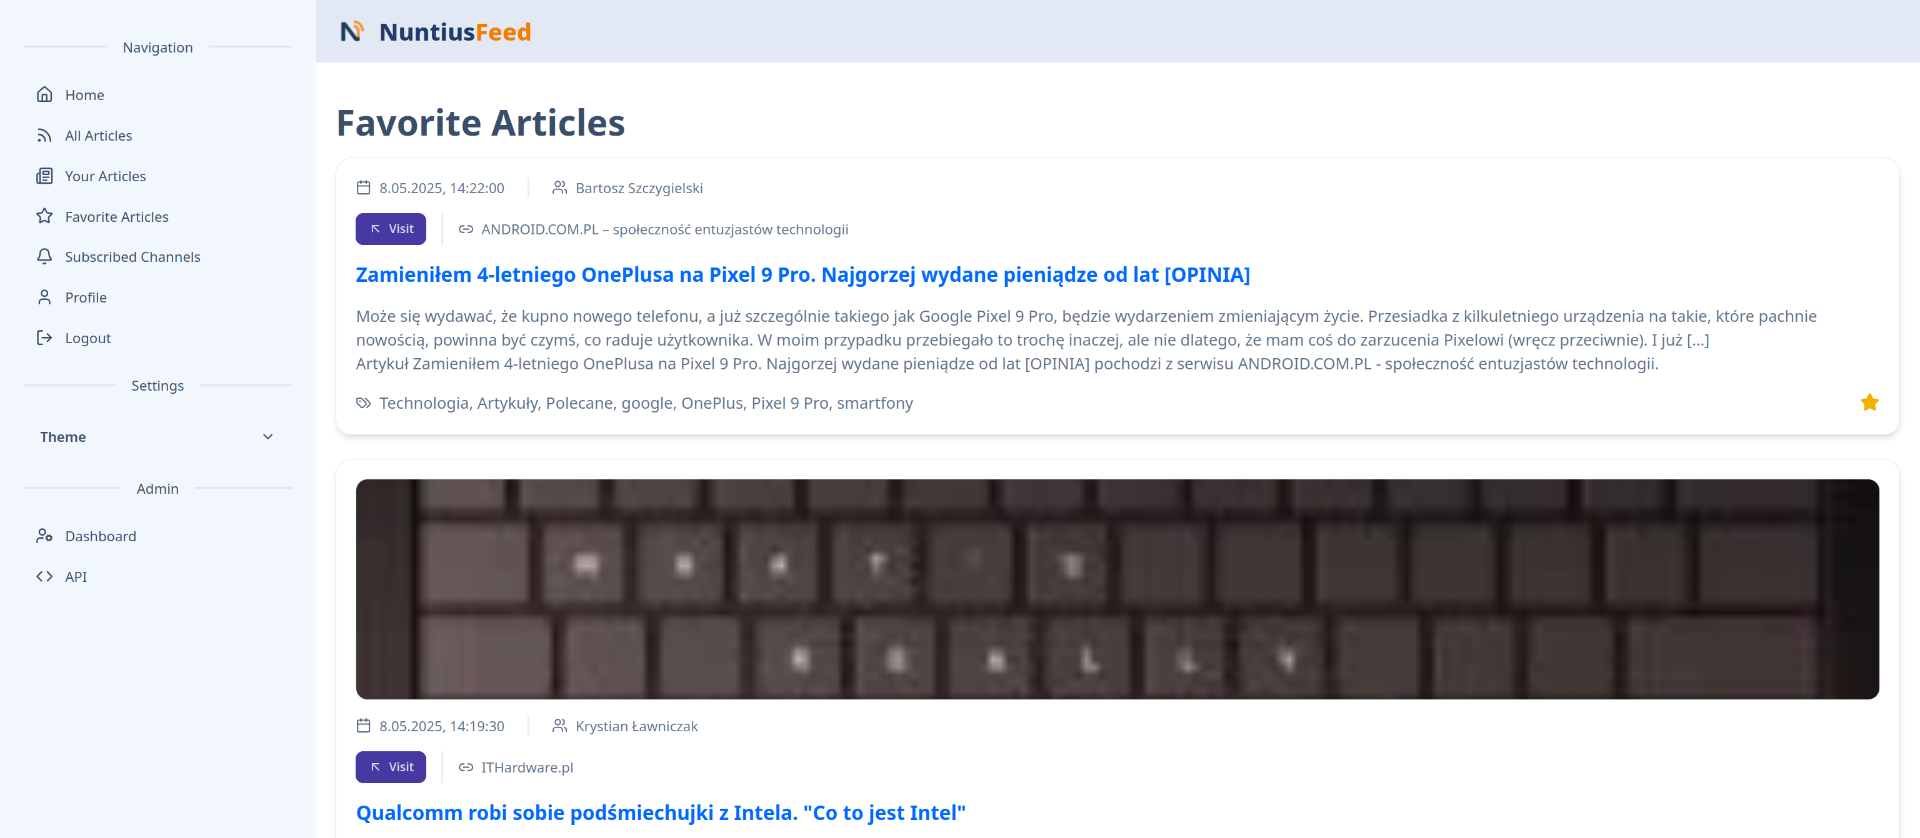 Navigation
Home
All Articles
Your Articles
Favorite Articles
Subscribed Channels
Profile
Logout
Settings
Theme
Admin
Dashboard
API
NuntiusFeed
Favorite Articles
8.05.2025, 14:22:00
Bartosz Szczygielski
Visit
ANDROID.COM.PL – społeczność entuzjastów technologii
Zamieniłem 4-letniego OnePlusa na Pixel 9 Pro. Najgorzej wydane pieniądze od lat [OPINIA]
Może się wydawać, że kupno nowego telefonu, a już szczególnie takiego jak Google Pixel 9 Pro, będzie wydarzeniem zmieniającym życie. Przesiadka z kilkuletniego urządzenia na takie, które pachnie
nowością, powinna być czymś, co raduje użytkownika. W moim przypadku przebiegało to trochę inaczej, ale nie dlatego, że mam coś do zarzucenia Pixelowi (wręcz przeciwnie). I już [...]
Artykuł Zamieniłem 4-letniego OnePlusa na Pixel 9 Pro. Najgorzej wydane pieniądze od lat [OPINIA] pochodzi z serwisu ANDROID.COM.PL - społeczność entuzjastów technologii.
Technologia, Artykuły, Polecane, google, OnePlus, Pixel 9 Pro, smartfony
8.05.2025, 14:19:30
Krystian Ławniczak
Visit
ITHardware.pl
Qualcomm robi sobie podśmiechujki z Intela. "Co to jest Intel"